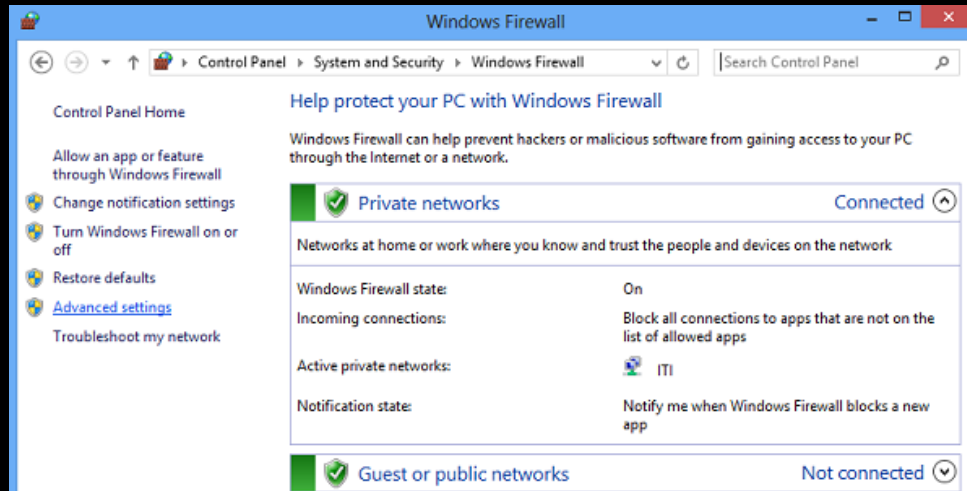 Windows Firewall
Control Panel System and Security Windows Firewall
Search Control Panel
Control Panel Home
Allow an app or feature
through Windows Firewall
Change notification settings
Turn Windows Firewall on or
off
Restore defaults
Advanced settings
Troubleshoot my network
Help protect your PC with Windows Firewall
Windows Firewall can help prevent hackers or malicious software from gaining access to your PC
through the Internet or a network.
Private networks Connected
Networks at home or work where you know and trust the people and devices on the network
Windows Firewall state: On
Incoming connections: Block all connections to apps that are not on the
list of allowed apps
Active private networks: ITI
Notification state: Notify me when Windows Firewall blocks a new
app
Guest or public networks Not connected